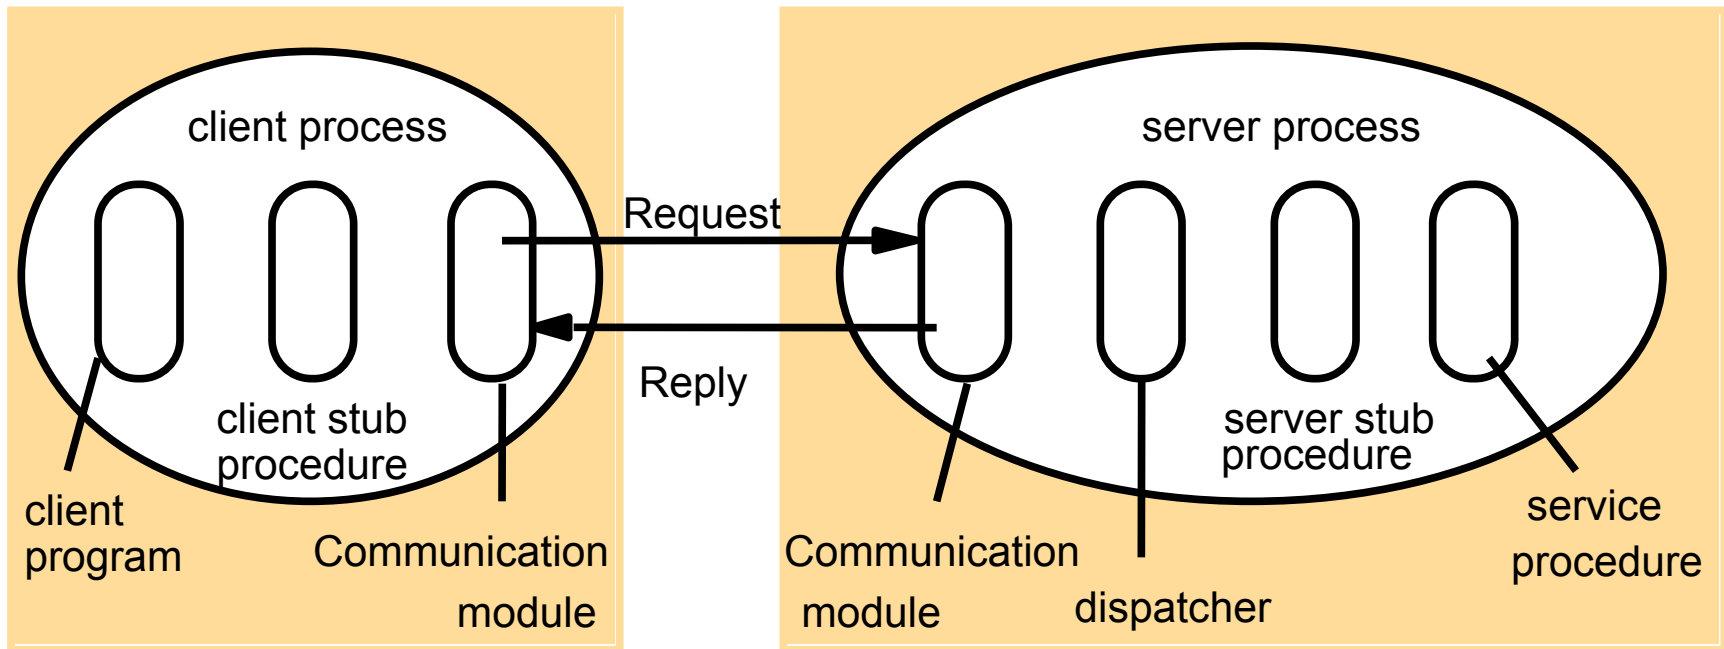 client process
server process
Request
Reply
client stub
procedure
server stub
procedure
client
program
Communication
module
Communication
module
dispatcher
service
procedure